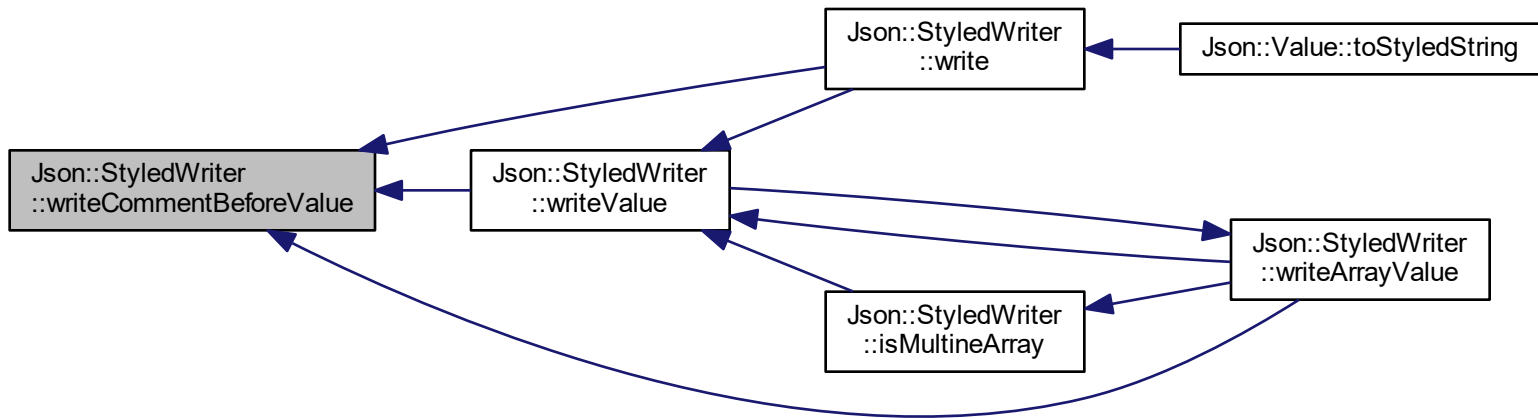 Json::StyledWriter
::writeCommentBeforeValue
Json::StyledWriter
::write
Json::Value::toStyledString
Json::StyledWriter
::writeValue
Json::StyledWriter
::writeArrayValue
Json::StyledWriter
::isMultineArray